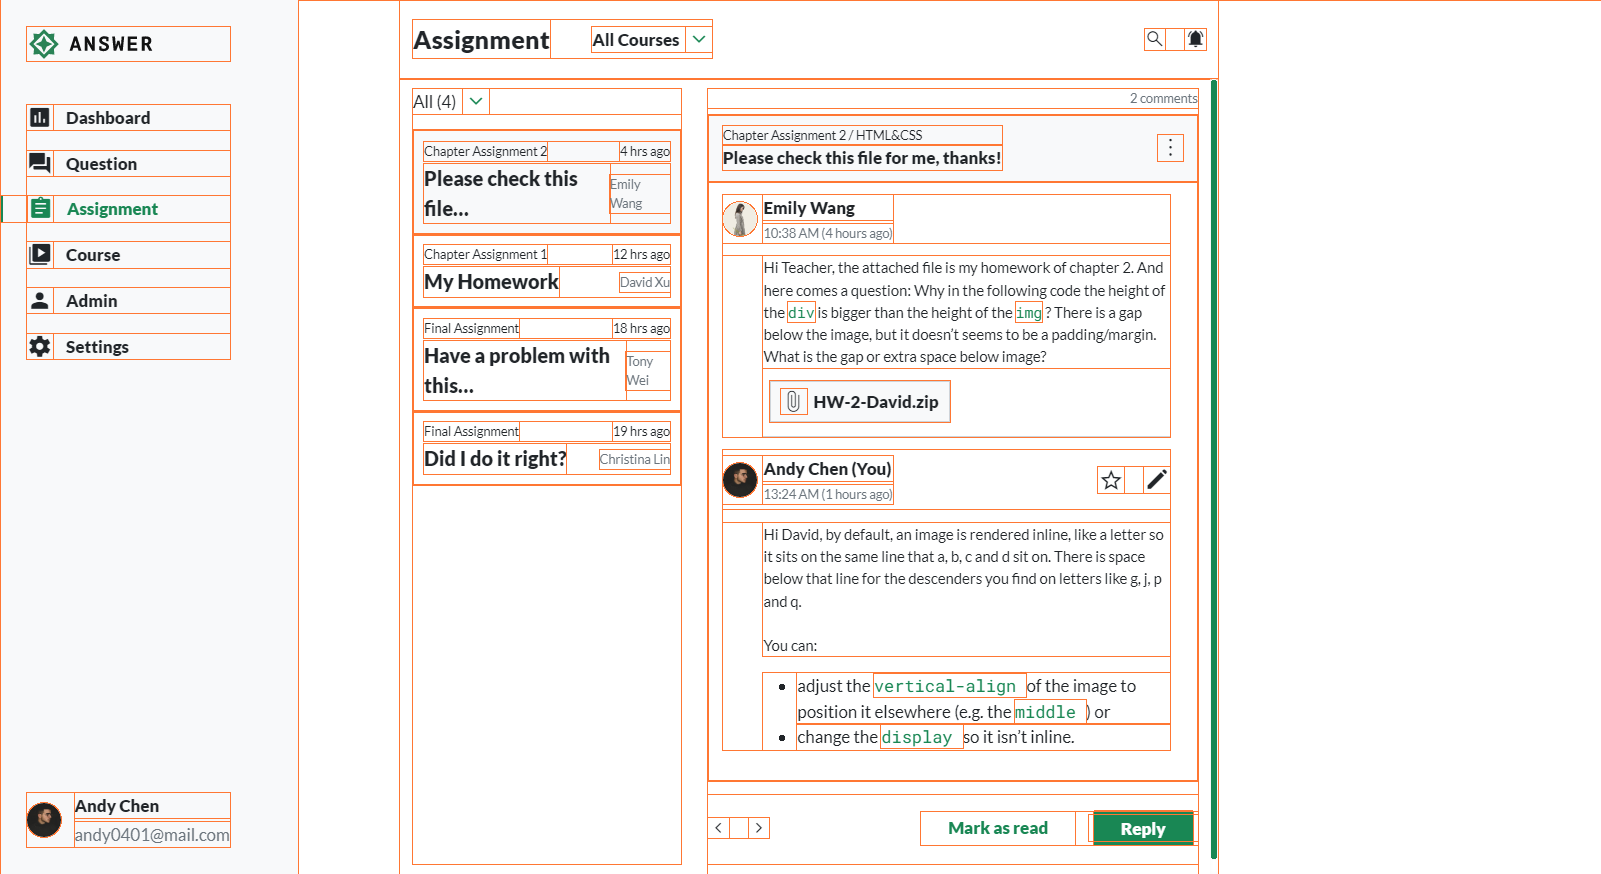 ANSWER
Dashboard
Question
Assignment
Course
Admin
Settings
Andy Chen
andy0401@mail.com
Assignment
All Courses
All (4)
Chapter Assignment 2
4 hrs ago
Please check this
file...
Emily
Wang
Chapter Assignment 1
12 hrs ago
My Homework
David Xu
Final Assignment
18 hrs ago
Have a problem with
this...
Tony
Wei
Final Assignment
19 hrs ago
Did I do it right?
Christina Lin
2 comments
Chapter Assignment 2 / HTML&CSS
Please check this file for me, thanks!
Emily Wang
10:38 AM (4 hours ago)
Hi Teacher, the attached file is my homework of chapter 2. And
here comes a question: Why in the following code the height of
the div is bigger than the height of the img ? There is a gap
below the image, but it doesn’t seems to be a padding/margin.
What is the gap or extra space below image?
HW-2-David.zip
Andy Chen (You)
13:24 AM (1 hours ago)
Hi David, by default, an image is rendered inline, like a letter so
it sits on the same line that a, b, c and d sit on. There is space
below that line for the descenders you find on letters like g, j, p
and q.
You can:
• adjust the vertical-align of the image to
position it elsewhere (e.g. the middle ) or
• change the display so it isn’t inline.
Mark as read
Reply